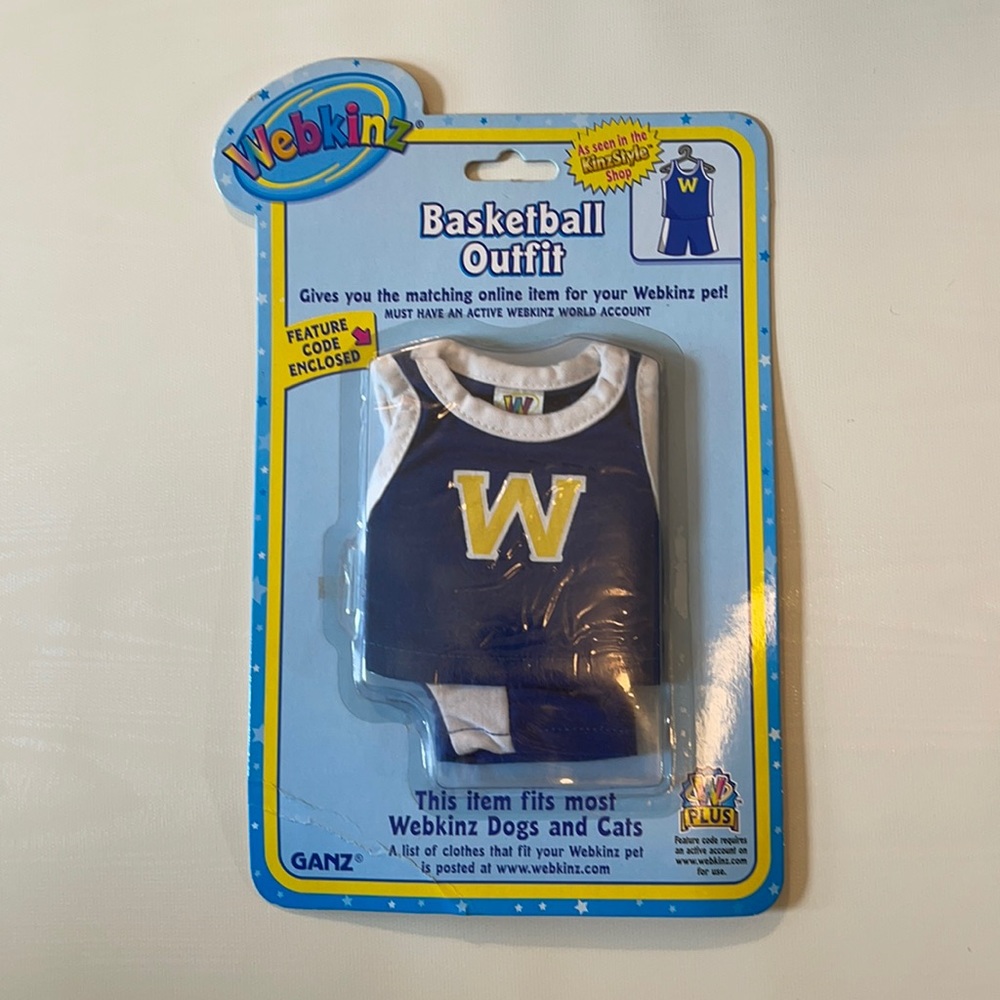 Webkinz®
As seen in the
KinzStyle™
Shop
W
Basketball
Outfit
Gives you the matching online item for your Webkinz pet!
MUST HAVE AN ACTIVE WEBKINZ WORLD ACCOUNT
FEATURE
CODE
ENCLOSED
W
W
This item fits most
Webkinz Dogs and Cats
A list of clothes that fit your Webkinz pet
is posted at www.webkinz.com
GANZ®
W
PLUS
Feature code requires
an active account on
www.webkinz.com
for use.